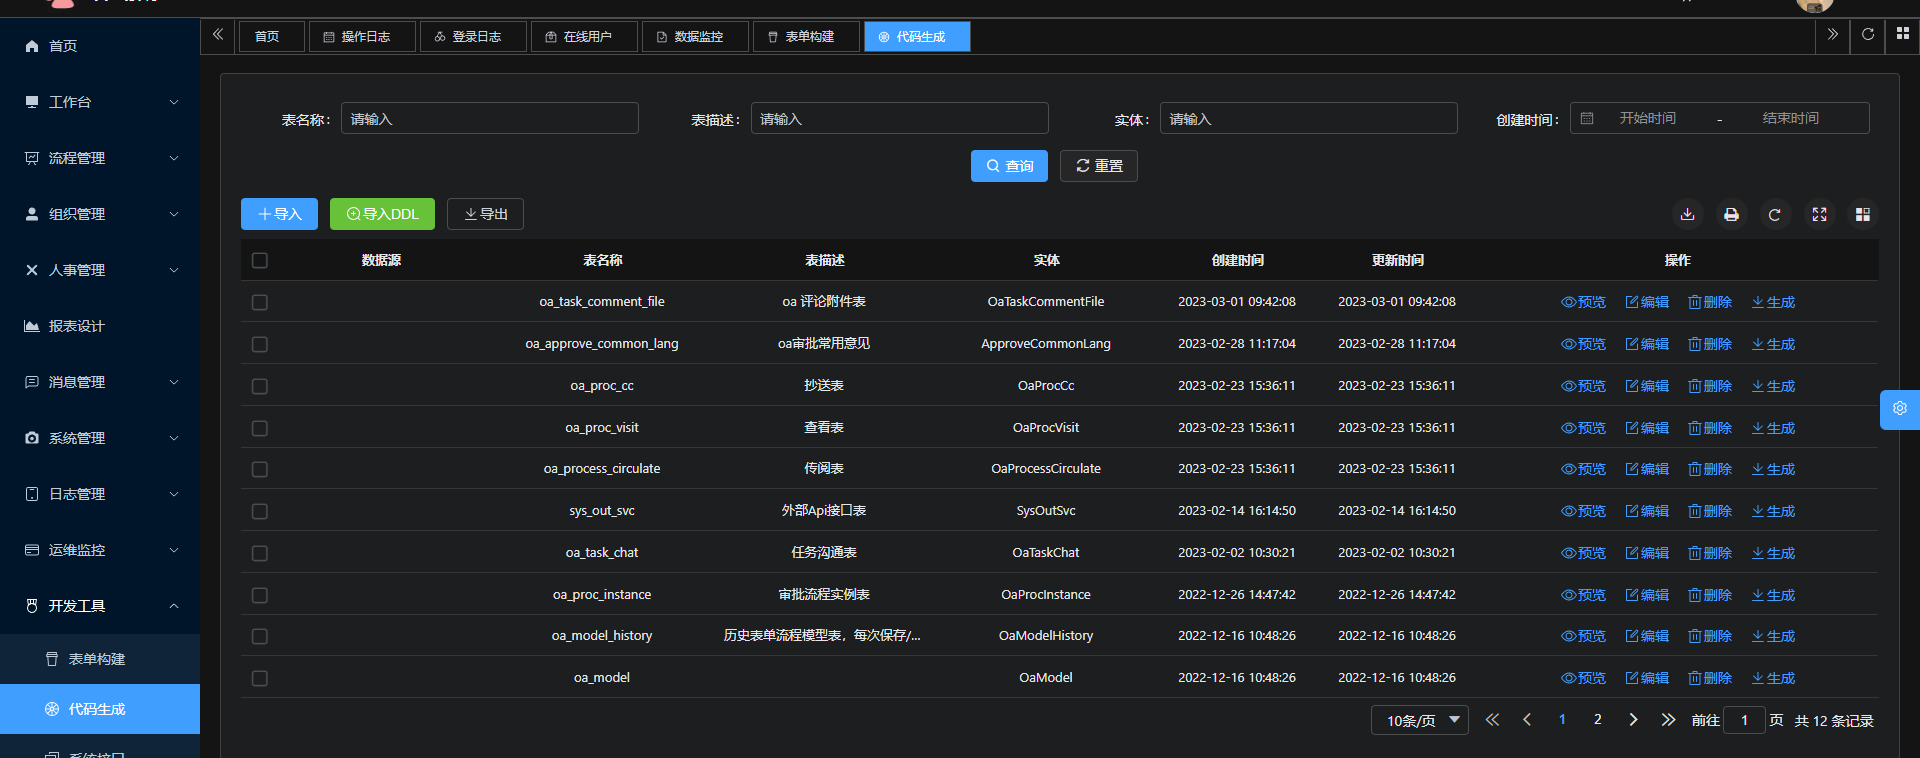 首页
工作台
流程管理
组织管理
人事管理
报表设计
消息管理
系统管理
日志管理
运维监控
开发工具
表单构建
代码生成
系统接口
首页 操作日志 登录日志 在线用户 数据监控 表单构建 代码生成
表名称： 请输入 表描述： 请输入 实体： 请输入 创建时间： 开始时间 - 结束时间
查询 重置
导入 导入DDL 导出
数据源 表名称 表描述 实体 创建时间 更新时间 操作
oa_task_comment_file oa 评论附件表 OaTaskCommentFile 2023-03-01 09:42:08 2023-03-01 09:42:08 预览 编辑 删除 生成
oa_approve_common_lang oa审批常用意见 ApproveCommonLang 2023-02-28 11:17:04 2023-02-28 11:17:04 预览 编辑 删除 生成
oa_proc_cc 抄送表 OaProcCc 2023-02-23 15:36:11 2023-02-23 15:36:11 预览 编辑 删除 生成
oa_proc_visit 查看表 OaProcVisit 2023-02-23 15:36:11 2023-02-23 15:36:11 预览 编辑 删除 生成
oa_process_circulate 传阅表 OaProcessCirculate 2023-02-23 15:36:11 2023-02-23 15:36:11 预览 编辑 删除 生成
sys_out_svc 外部Api接口表 SysOutSvc 2023-02-14 16:14:50 2023-02-14 16:14:50 预览 编辑 删除 生成
oa_task_chat 任务沟通表 OaTaskChat 2023-02-02 10:30:21 2023-02-02 10:30:21 预览 编辑 删除 生成
oa_proc_instance 审批流程实例表 OaProcInstance 2022-12-26 14:47:42 2022-12-26 14:47:42 预览 编辑 删除 生成
oa_model_history 历史表单流程模型表，每次保存/... OaModelHistory 2022-12-16 10:48:26 2022-12-16 10:48:26 预览 编辑 删除 生成
oa_model OaModel 2022-12-16 10:48:26 2022-12-16 10:48:26 预览 编辑 删除 生成
10条/页 1 2 前往 1 页 共 12 条记录